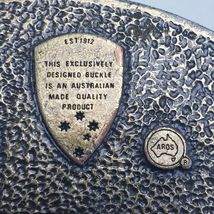 EST 1912
THIS EXCLUSIVELY
DESIGNED BUCKLE
IS AN AUSTRALIAN
MADE QUALITY
PRODUCT
AROS
®